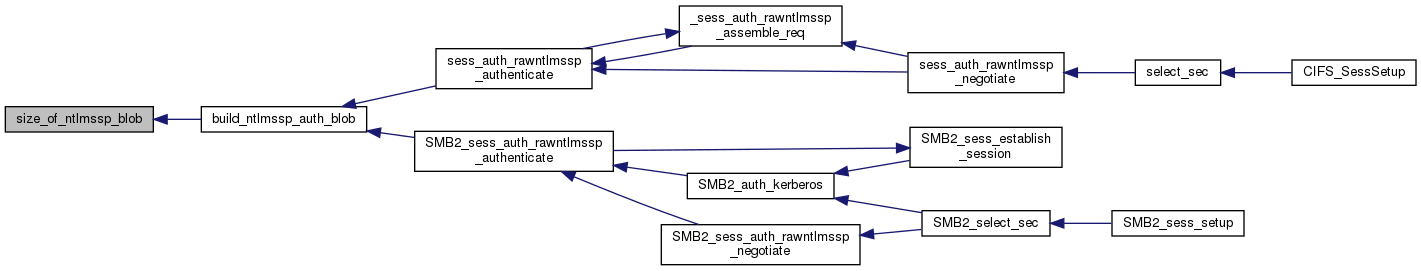 _sess_auth_rawntlmssp
_assemble_req
sess_auth_rawntlmssp
_authenticate
sess_auth_rawntlmssp
_negotiate
select_sec
CIFS_SessSetup
size_of_ntlmssp_blob
build_ntlmssp_auth_blob
SMB2_sess_auth_rawntlmssp
_authenticate
SMB2_sess_establish
_session
SMB2_auth_kerberos
SMB2_select_sec
SMB2_sess_setup
SMB2_sess_auth_rawntlmssp
_negotiate